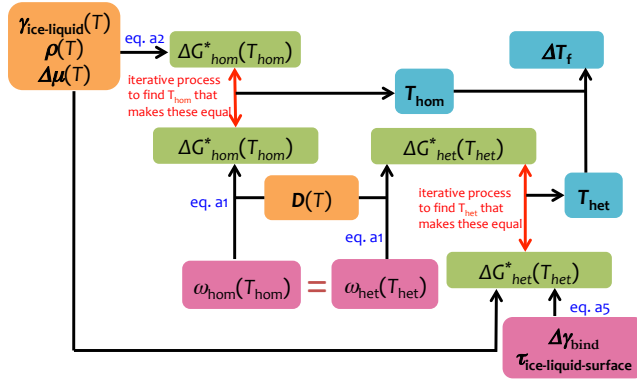 γice-liquid(T)
ρ(T)
Δμ(T)
eq. a2
ΔG*hom(Thom)
ΔTf
iterative process
to find Thom that
makes these equal
Thom
ΔG*hom(Thom)
ΔG*het(Thet)
eq. a1
D(T)
iterative process
to find Thet that
makes these equal
Thet
eq. a1
ωhom(Thom)
=
ωhet(Thet)
ΔG*het(Thet)
eq. a5
Δγbind
τice-liquid-surface